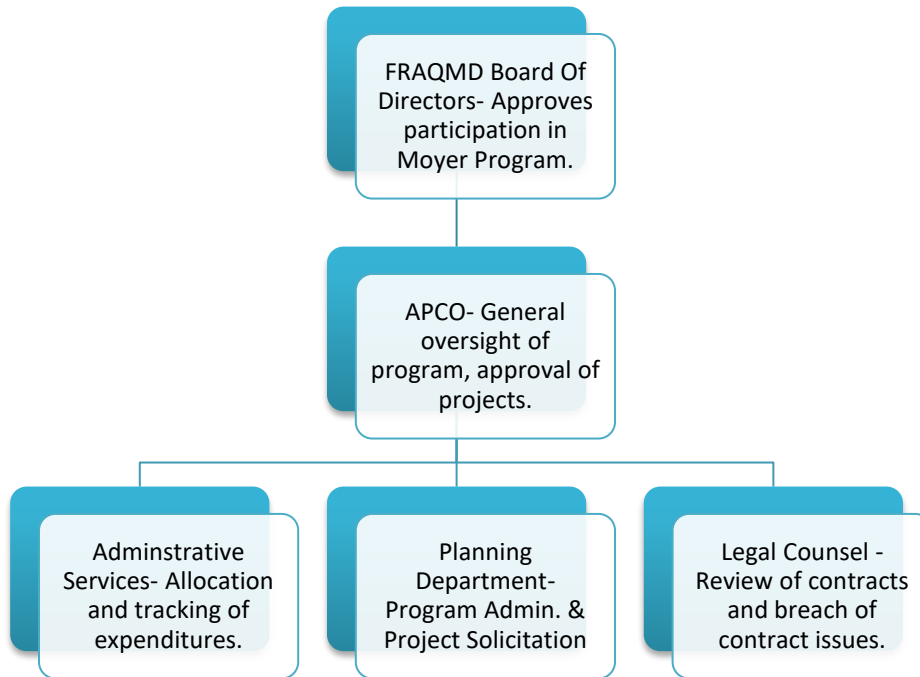 FRAQMD Board Of
Directors- Approves
participation in
Moyer Program.
APCO- General
oversight of
program, approval of
projects.
Adminstrative
Services- Allocation
and tracking of
expenditures.
Planning
Department-
Program Admin. &
Project Solicitation
Legal Counsel -
Review of contracts
and breach of
contract issues.